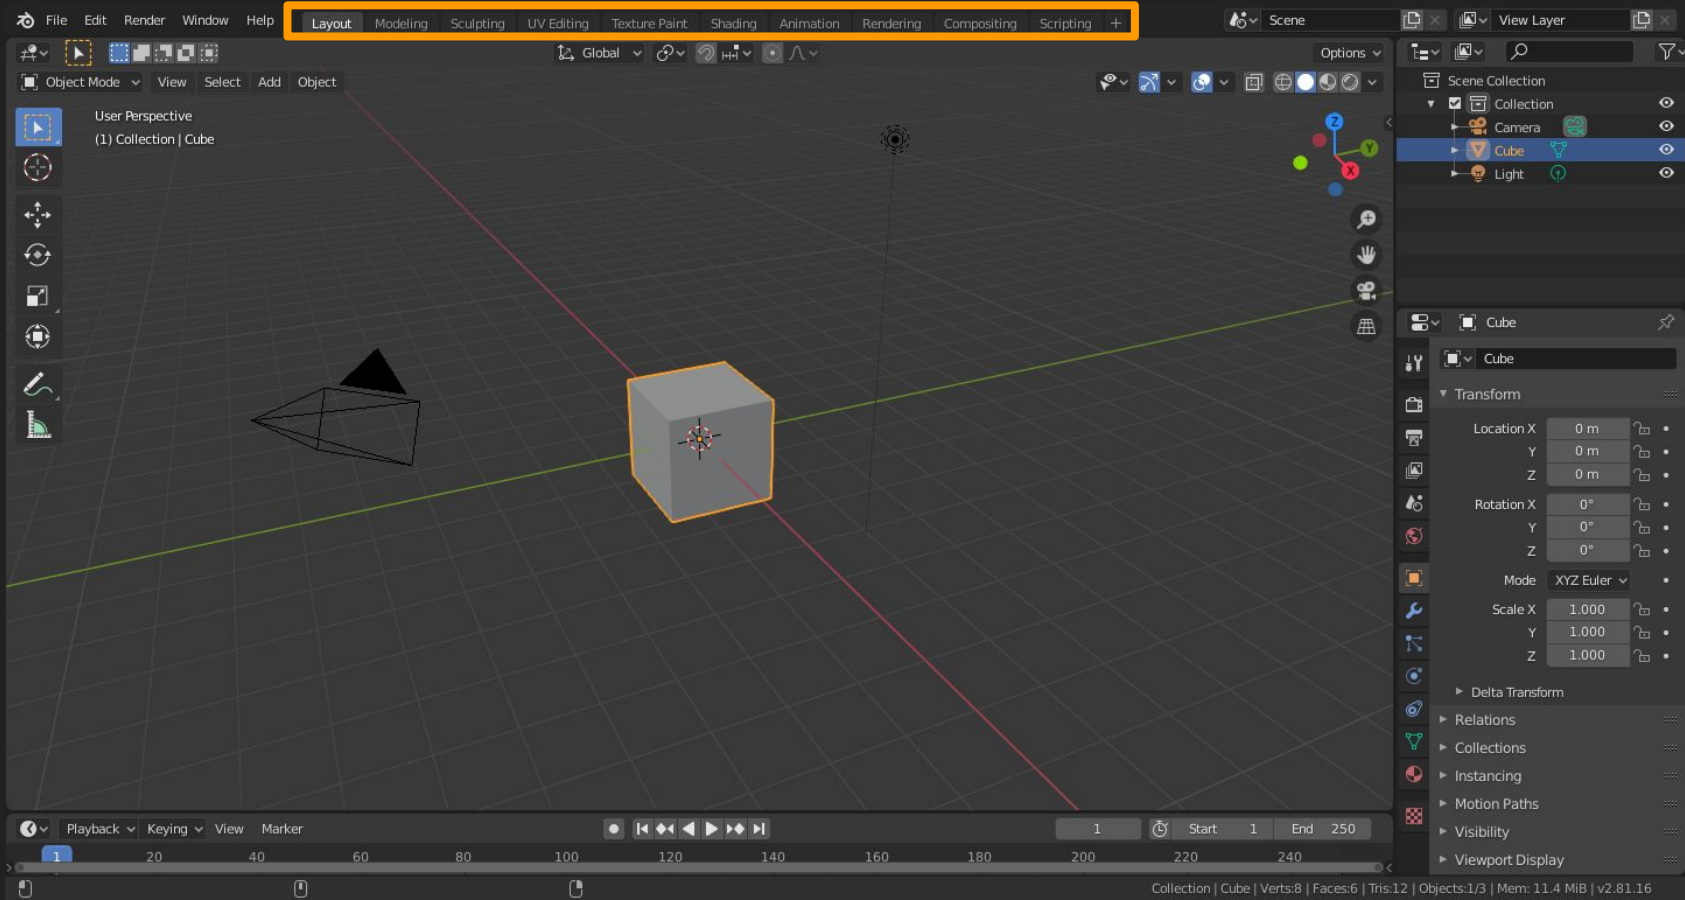 File Edit Render Window Help Layout Modeling Sculpting UV Editing Texture Paint Shading Animation Rendering Compositing Scripting + Scene View Layer
Global Options
Object Mode View Select Add Object
User Perspective
(1) Collection | Cube
Z
Y
X
Scene Collection
Collection
Camera
Cube
Light
Cube
Cube
Transform
Location X 0 m
Y 0 m
Z 0 m
Rotation X 0°
Y 0°
Z 0°
Mode XYZ Euler
Scale X 1.000
Y 1.000
Z 1.000
Delta Transform
Relations
Collections
Instancing
Motion Paths
Visibility
Viewport Display
Playback Keying View Marker 1 Start 1 End 250
1 20 40 60 80 100 120 140 160 180 200 220 240
Collection | Cube | Verts:8 | Faces:6 | Tris:12 | Objects:1/3 | Mem: 11.4 MiB | v2.81.16